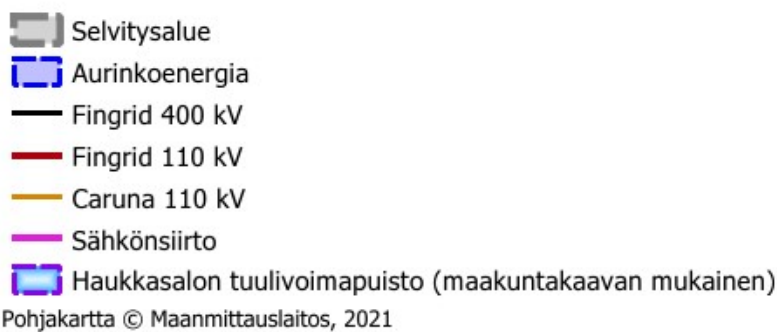 Selvitysalue
Aurinkoenergia
Fingrid 400 kV
Fingrid 110 kV
Caruna 110 kV
Sähkönsiirto
Haukkasalon tuulivoimapuisto (maakuntakaavan mukainen)
Pohjakartta © Maanmittauslaitos, 2021